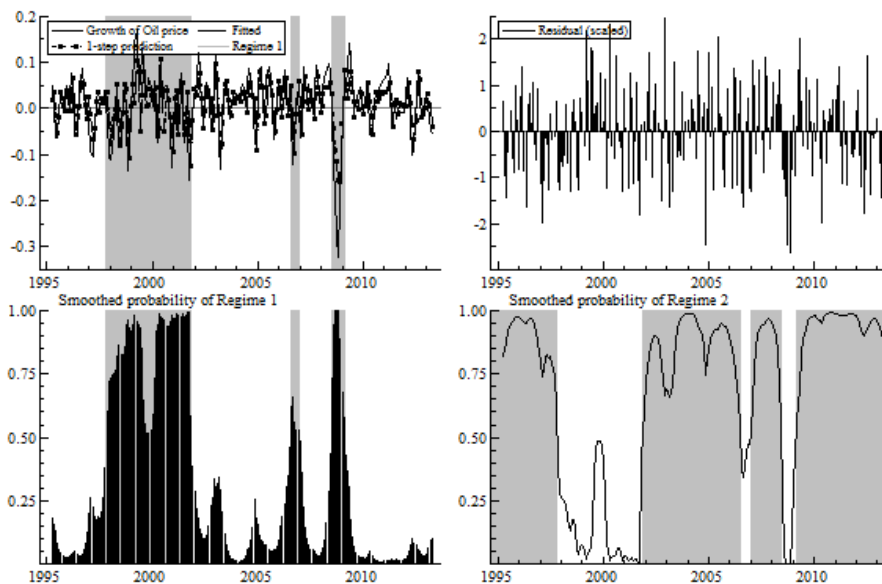 Growth of Oil price Fitted
1-step prediction Regime 1
0.2
0.1
0.0
-0.1
-0.2
-0.3
1995 2000 2005 2010
Residual (scaled)
2
1
0
-1
-2
1995 2000 2005 2010
Smoothed probability of Regime 1
1.00
0.75
0.50
0.25
1995 2000 2005 2010
Smoothed probability of Regime 2
1.00
0.75
0.50
0.25
1995 2000 2005 2010